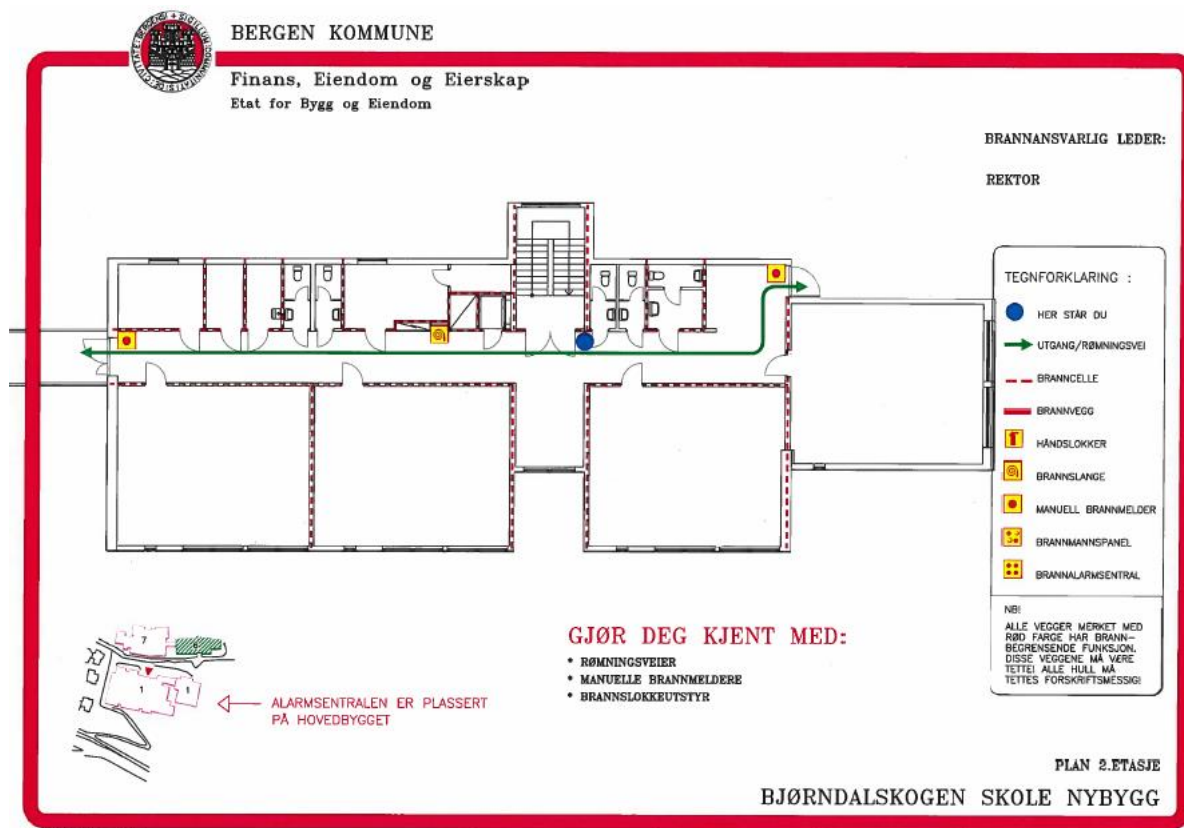 BERGEN KOMMUNE
Finans, Eiendom og Eierskap
Etat for Bygg og Eiendom
BRANNANSVARLIG LEDER:
REKTOR
TEGNFORKLARING :
HER STÅR DU
UTGANG/RØMNINGSVEI
BRANNCELLE
BRANNVEGG
HÅNDSLOKKER
BRANNSLANGE
MANUELL BRANNMELDER
BRANNMANNSPANEL
BRANNALARMSENTRAL
NB!
ALLE VEGGER MERKET MED
RØD FARGE HAR BRANN-
BEGRENSENDE FUNKSJON.
DISSE VEGGENE MÅ VÆRE
TETTE! ALLE HULL MÅ
TETTES FORSKRIFTSMESSIG!
GJØR DEG KJENT MED:
* RØMNINGSVEIER
* MANUELLE BRANNMELDERE
* BRANNSLOKKEUTSTYR
7
1
1
ALARMSENTRALEN ER PLASSERT
PÅ HOVEDBYGGET
PLAN 2.ETASJE
BJØRNDALSKOGEN SKOLE NYBYGG